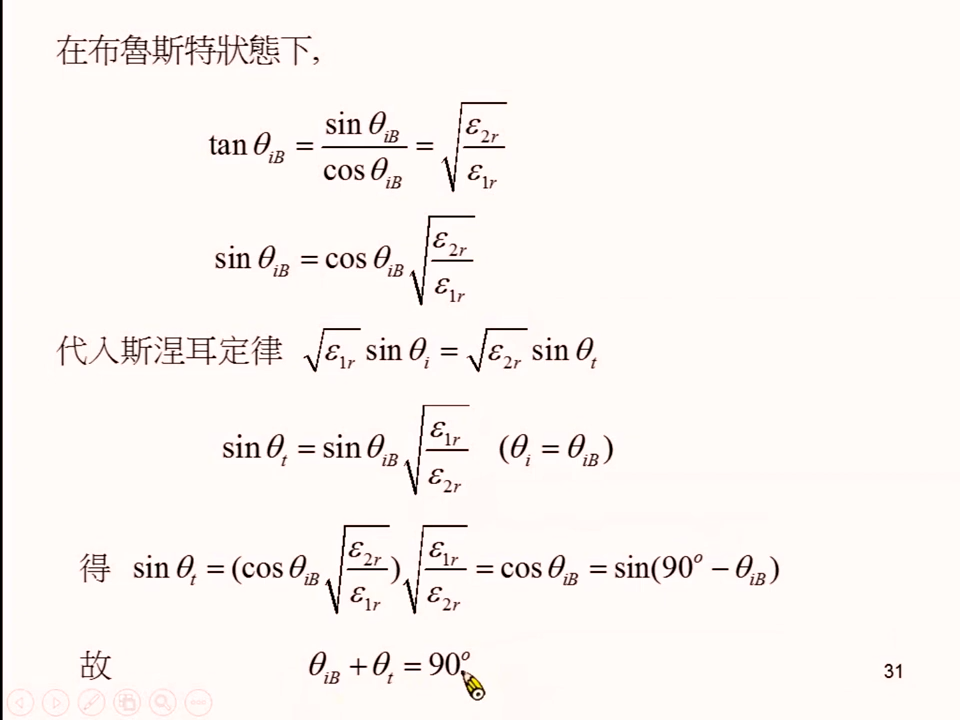 在布魯斯特狀態下,
tan θ_iB = sin θ_iB / cos θ_iB = √(ε_2r / ε_1r)
sin θ_iB = cos θ_iB √(ε_2r / ε_1r)
代入斯涅耳定律 √ε_1r sin θ_i = √ε_2r sin θ_t
sin θ_t = sin θ_iB √(ε_1r / ε_2r) (θ_i = θ_iB)
得 sin θ_t = (cos θ_iB √(ε_2r / ε_1r)) √(ε_1r / ε_2r) = cos θ_iB = sin(90° − θ_iB)
故 θ_iB + θ_t = 90°
31